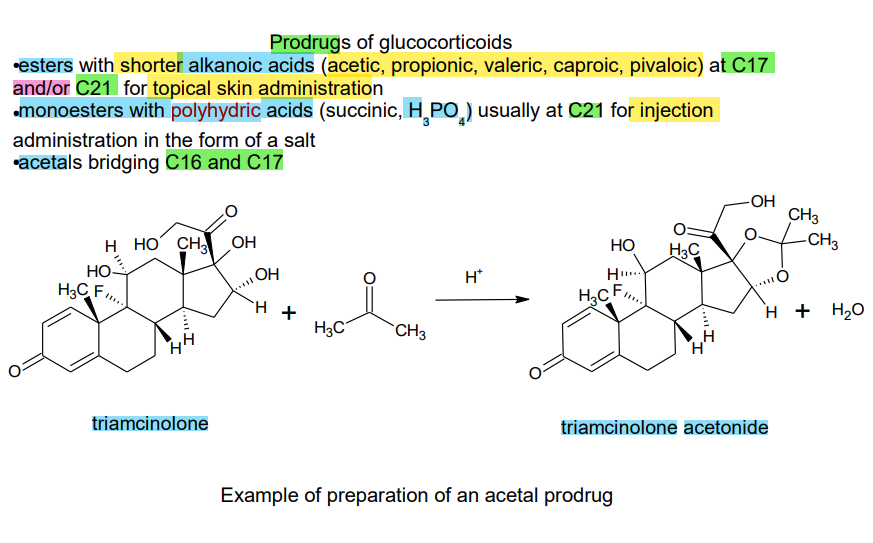 Prodrugs of glucocorticoids
•esters with shorter alkanoic acids (acetic, propionic, valeric, caproic, pivaloic) at C17
and/or C21 for topical skin administration
•monoesters with polyhydric acids (succinic, H₃PO₄) usually at C21 for injection
administration in the form of a salt
•acetals bridging C16 and C17
O
OH
HO
CH₃
OH
H
HO
OH
H₃C
F
H
H
H
O
+
O
H₃C
CH₃
H⁺
OH
O
O
CH₃
CH₃
HO
H₃C
H
O
H₃C
F
H
H
H
O
+
H₂O
triamcinolone
triamcinolone acetonide
Example of preparation of an acetal prodrug